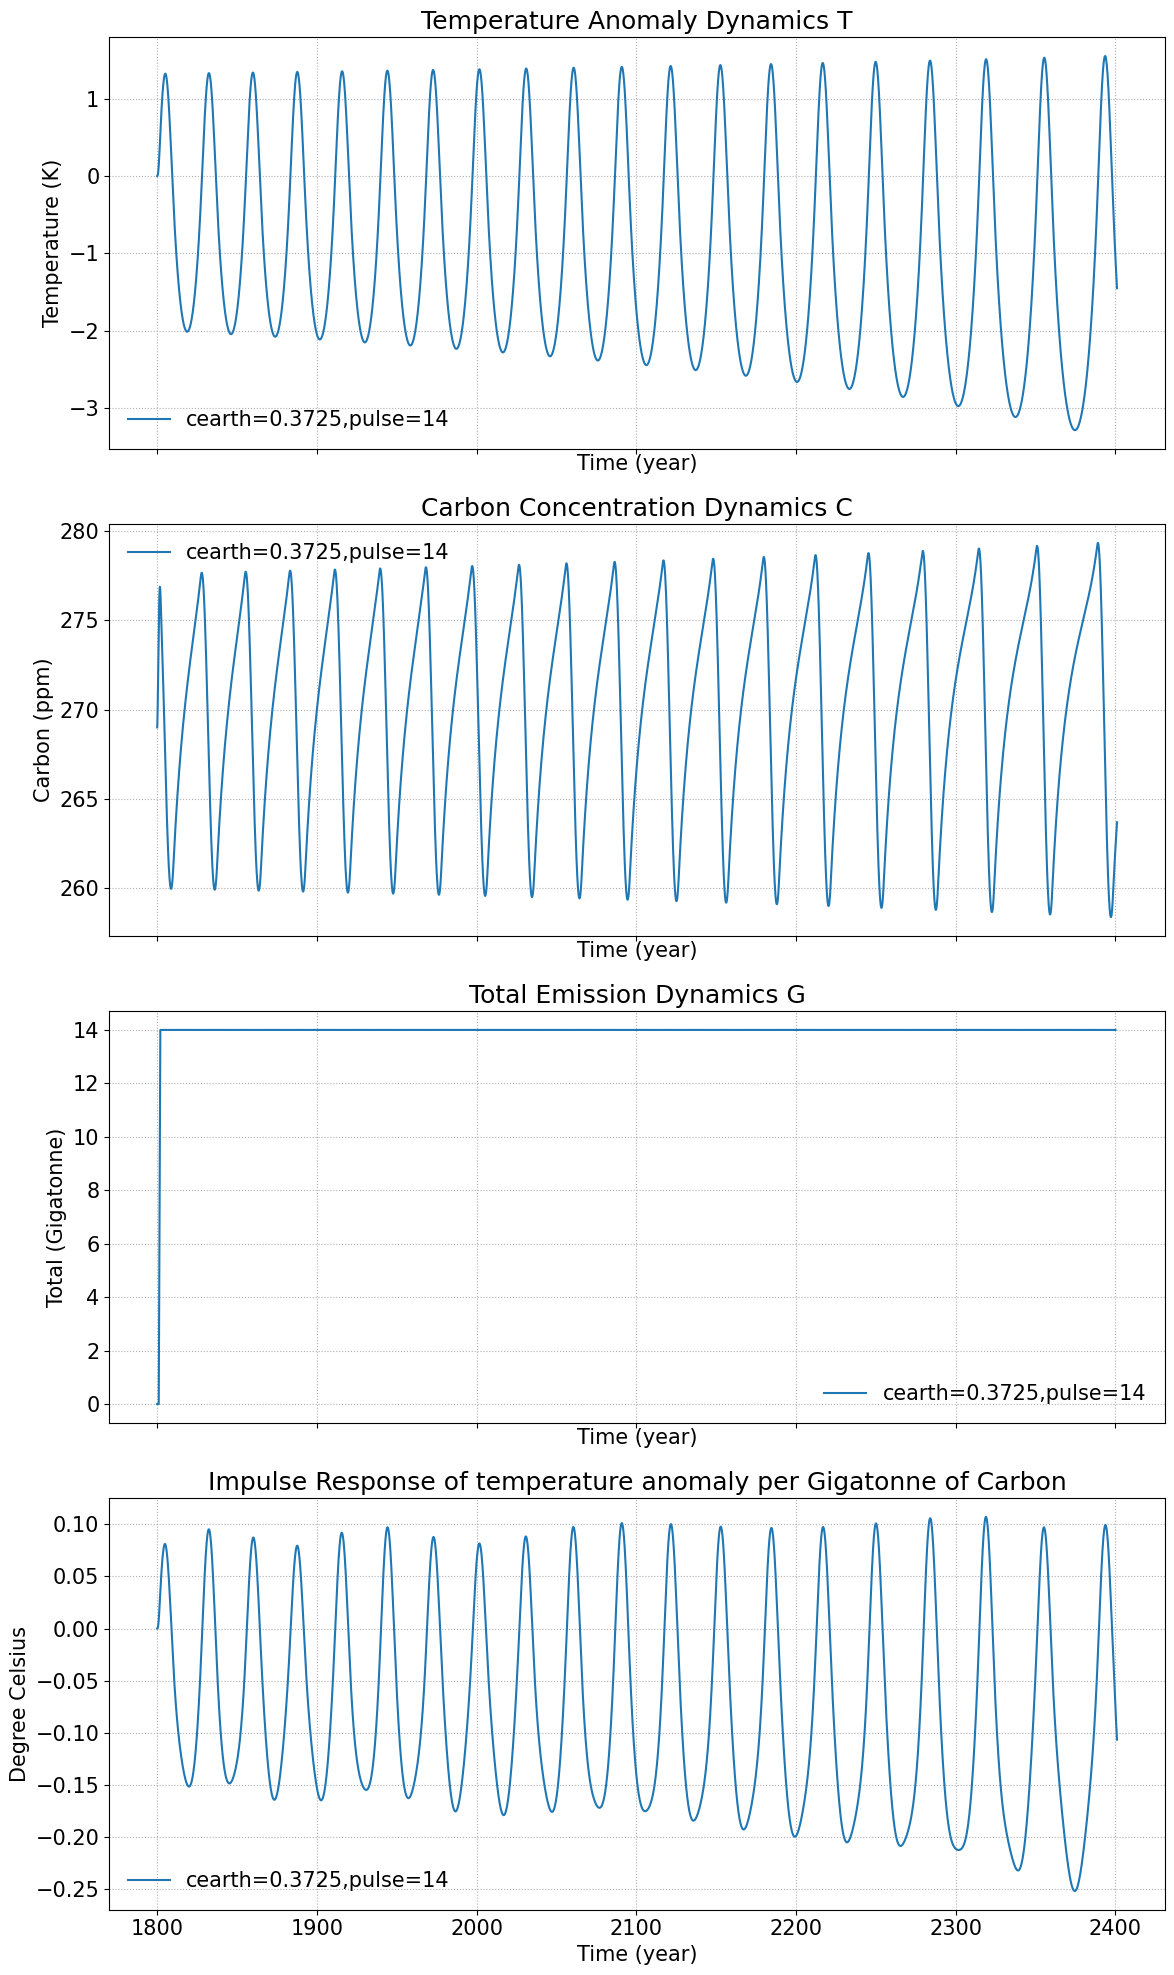 Temperature Anomaly Dynamics T
1
0
−1
−2
−3
Temperature (K)
cearth=0.3725,pulse=14
Time (year)
Carbon Concentration Dynamics C
280
275
270
265
260
Carbon (ppm)
cearth=0.3725,pulse=14
Time (year)
Total Emission Dynamics G
14
12
10
8
6
4
2
0
Total (Gigatonne)
cearth=0.3725,pulse=14
Time (year)
Impulse Response of temperature anomaly per Gigatonne of Carbon
0.10
0.05
0.00
−0.05
−0.10
−0.15
−0.20
−0.25
Degree Celsius
cearth=0.3725,pulse=14
1800 1900 2000 2100 2200 2300 2400
Time (year)